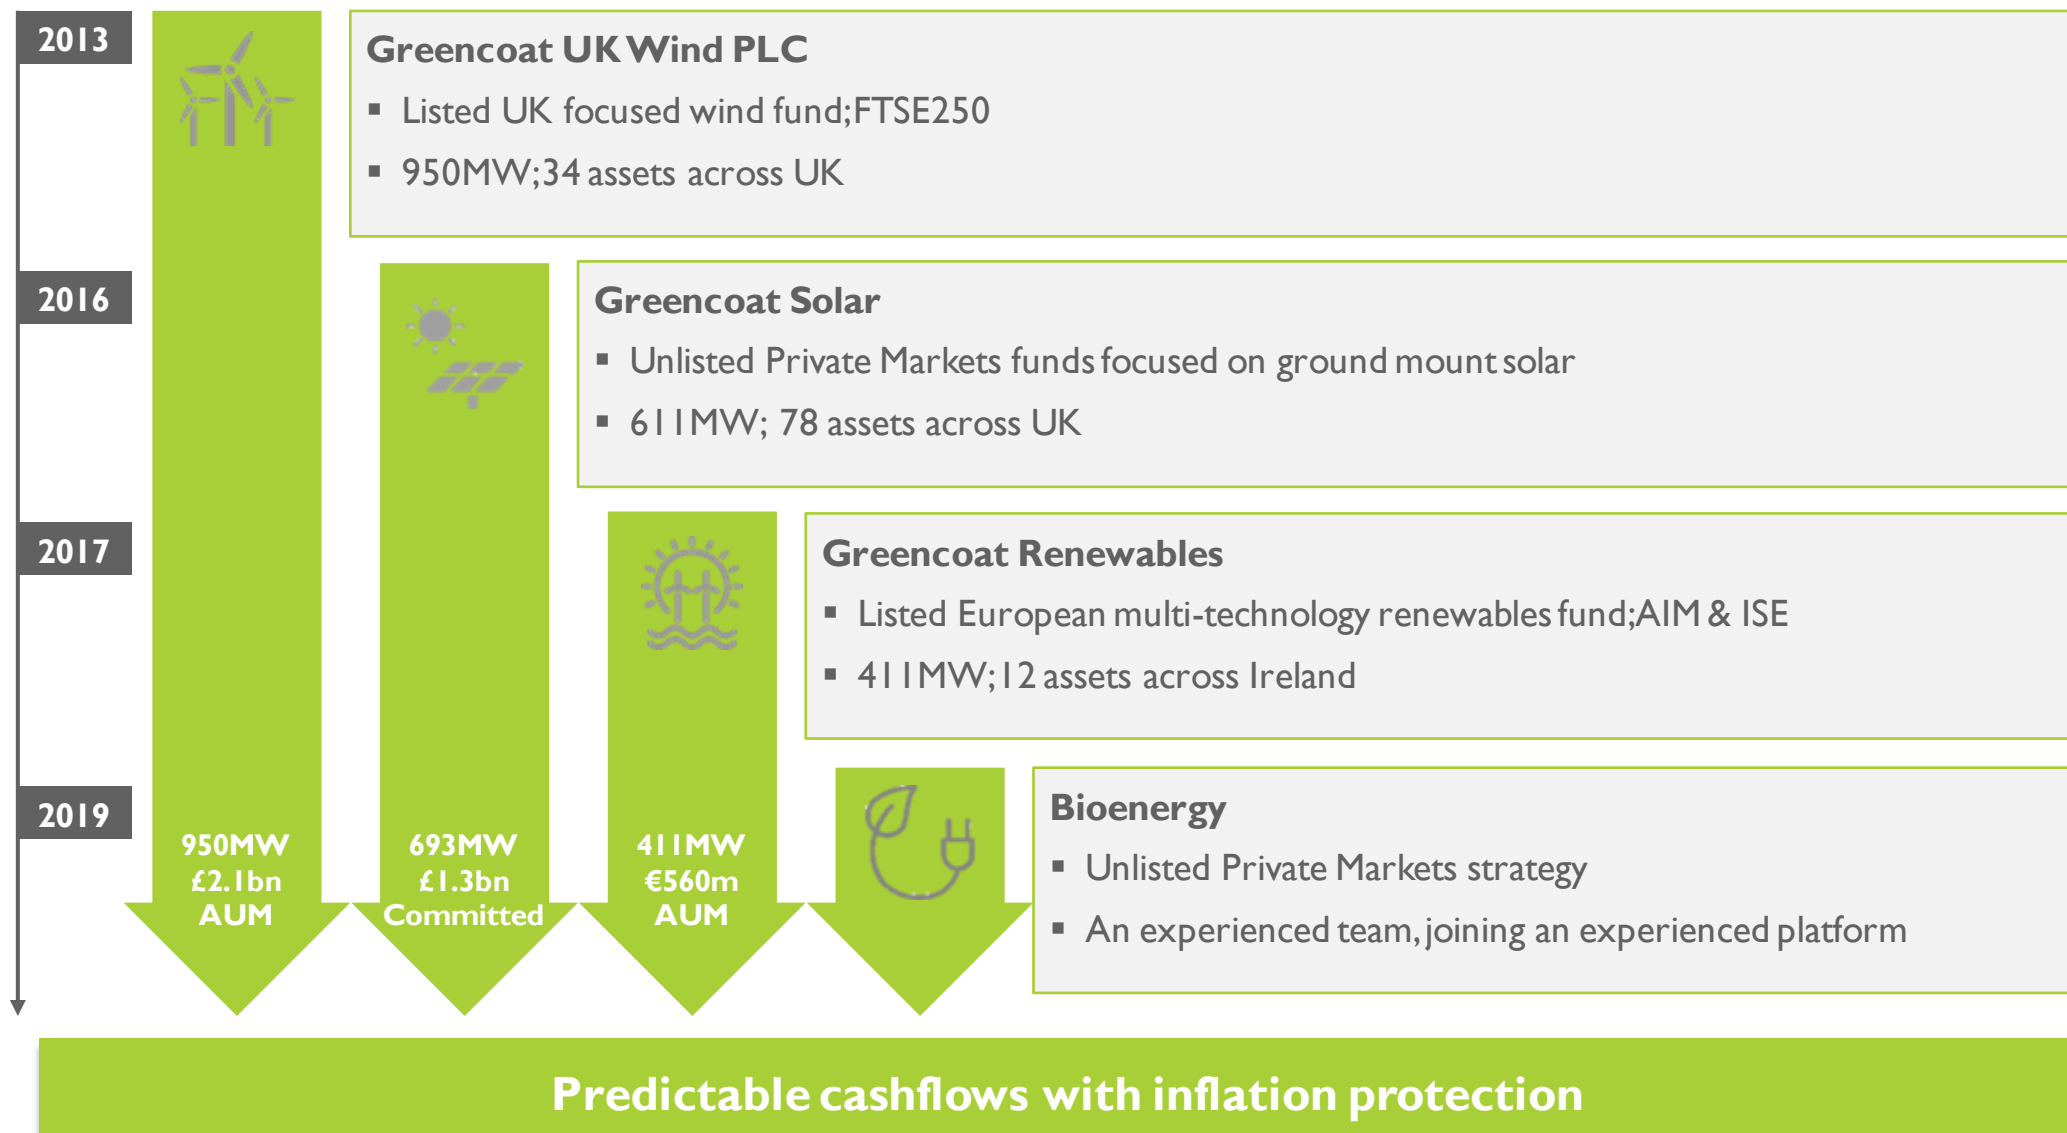 2013
Greencoat UK Wind PLC
▪ Listed UK focused wind fund;FTSE250
▪ 950MW;34 assets across UK
2016
Greencoat Solar
▪ Unlisted Private Markets funds focused on ground mount solar
▪ 611MW; 78 assets across UK
2017
Greencoat Renewables
▪ Listed European multi-technology renewables fund;AIM & ISE
▪ 411MW;12 assets across Ireland
2019
Bioenergy
▪ Unlisted Private Markets strategy
▪ An experienced team, joining an experienced platform
950MW
£2.1bn
AUM
693MW
£1.3bn
Committed
411MW
€560m
AUM
Predictable cashflows with inflation protection